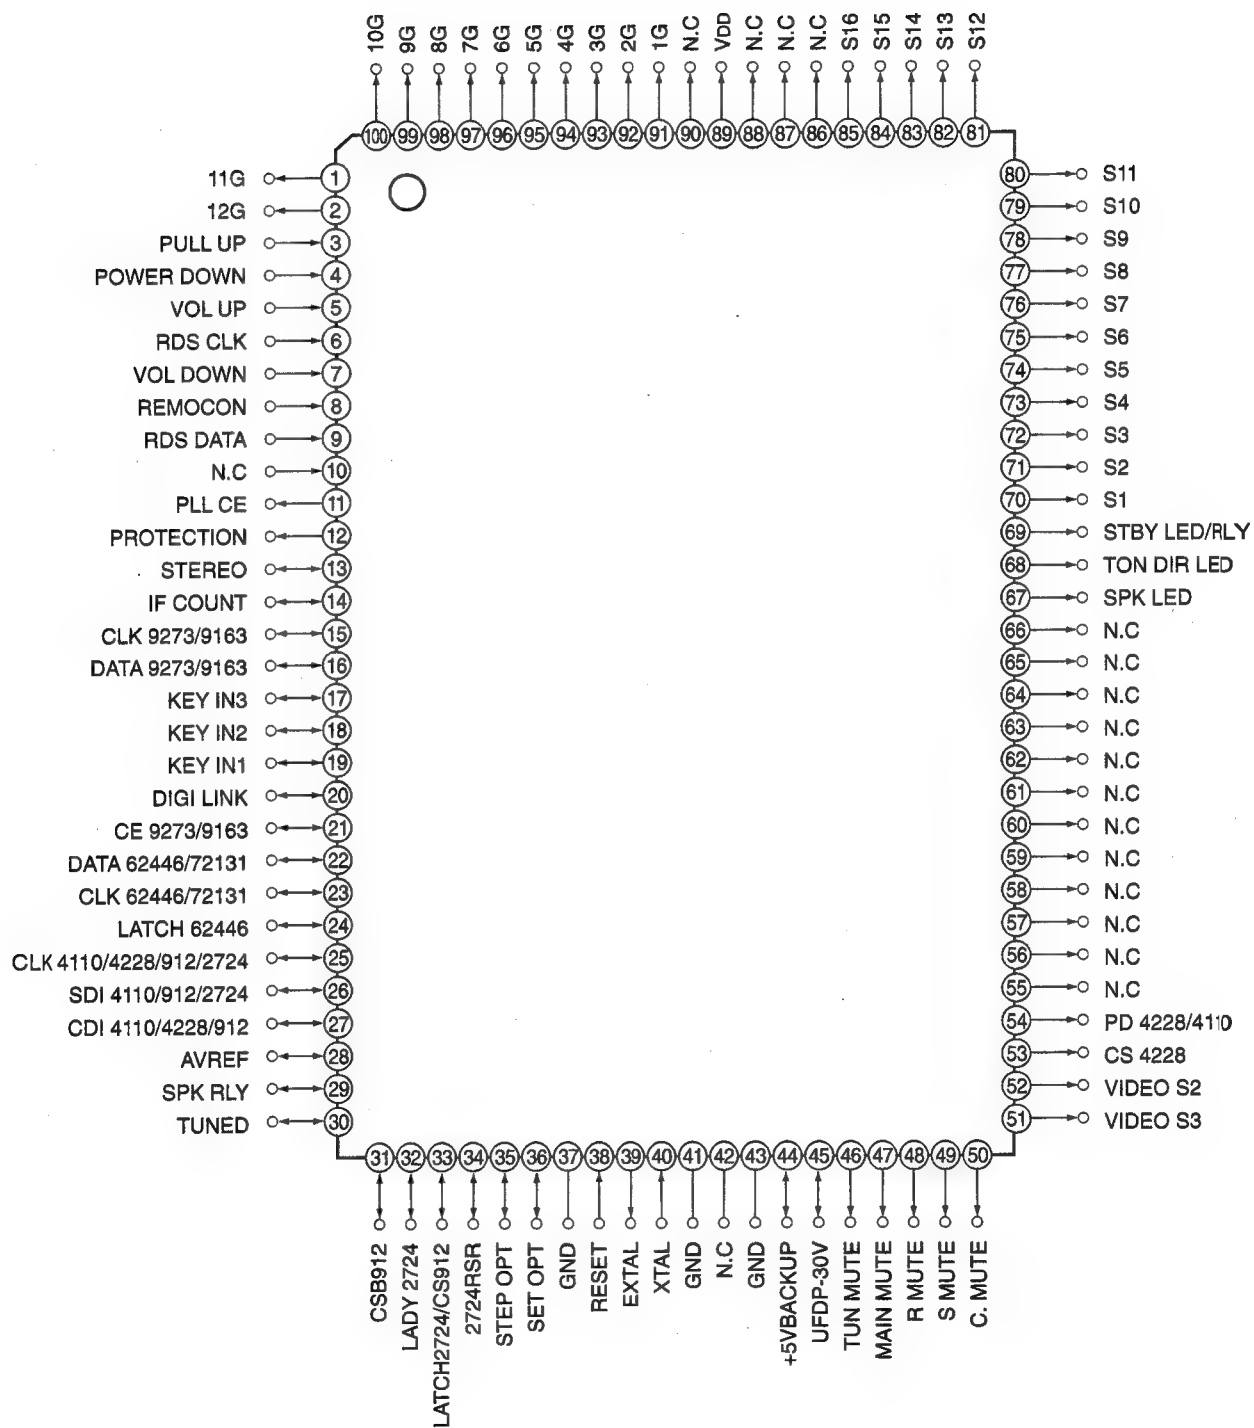 10G
9G
8G
7G
6G
5G
4G
3G
2G
1G
N.C
VDD
N.C
N.C
N.C
S16
S15
S14
S13
S12
100 99 98 97 96 95 94 93 92 91 90 89 88 87 86 85 84 83 82 81
11G 1
12G 2
PULL UP 3
POWER DOWN 4
VOL UP 5
RDS CLK 6
VOL DOWN 7
REMOCON 8
RDS DATA 9
N.C 10
PLL CE 11
PROTECTION 12
STEREO 13
IF COUNT 14
CLK 9273/9163 15
DATA 9273/9163 16
KEY IN3 17
KEY IN2 18
KEY IN1 19
DIGI LINK 20
CE 9273/9163 21
DATA 62446/72131 22
CLK 62446/72131 23
LATCH 62446 24
CLK 4110/4228/912/2724 25
SDI 4110/912/2724 26
CDI 4110/4228/912 27
AVREF 28
SPK RLY 29
TUNED 30
80 S11
79 S10
78 S9
77 S8
76 S7
75 S6
74 S5
73 S4
72 S3
71 S2
70 S1
69 STBY LED/RLY
68 TON DIR LED
67 SPK LED
66 N.C
65 N.C
64 N.C
63 N.C
62 N.C
61 N.C
60 N.C
59 N.C
58 N.C
57 N.C
56 N.C
55 N.C
54 PD 4228/4110
53 CS 4228
52 VIDEO S2
51 VIDEO S3
31 32 33 34 35 36 37 38 39 40 41 42 43 44 45 46 47 48 49 50
CSB912
LADY 2724
LATCH2724/CS912
2724RSR
STEP OPT
SET OPT
GND
RESET
EXTAL
XTAL
GND
N.C
GND
+5VBACKUP
UFDP-30V
TUN MUTE
MAIN MUTE
R MUTE
S MUTE
C. MUTE